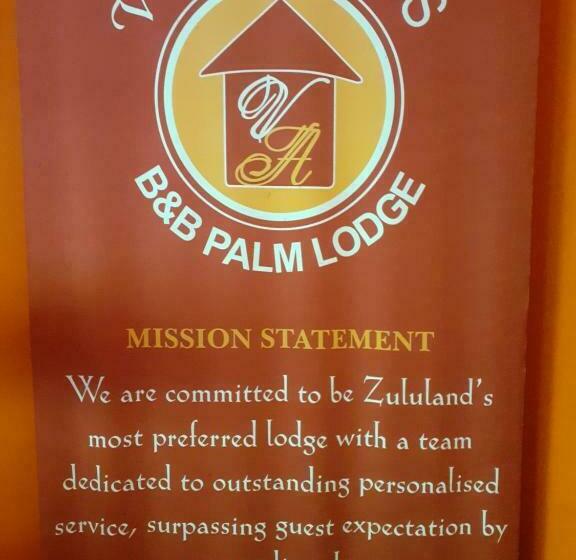 VA
B&B PALM LODGE
MISSION STATEMENT
We are committed to be Zululand's
most preferred lodge with a team
dedicated to outstanding personalised
service, surpassing guest expectation by